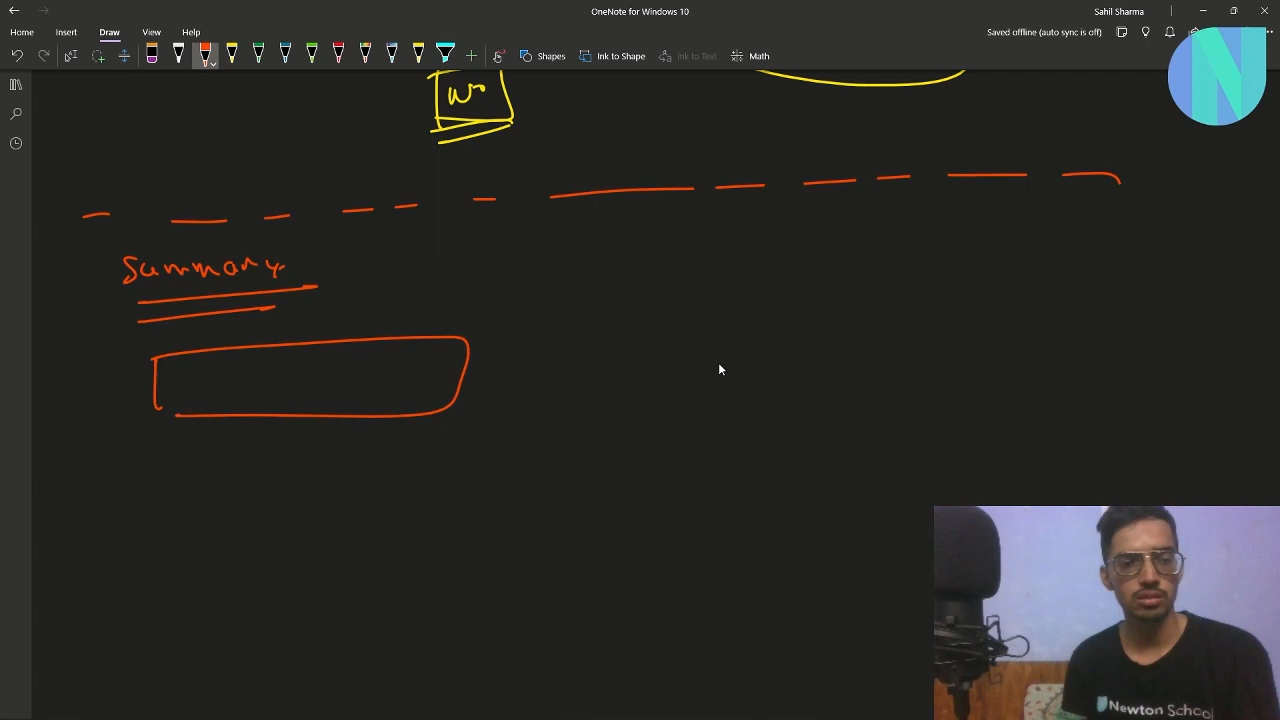 OneNote for Windows 10
Sahil Sharma
Home Insert Draw View Help
Saved offline (auto sync is off)
Shapes Ink to Shape Ink to Text Math
Summary
Newton School